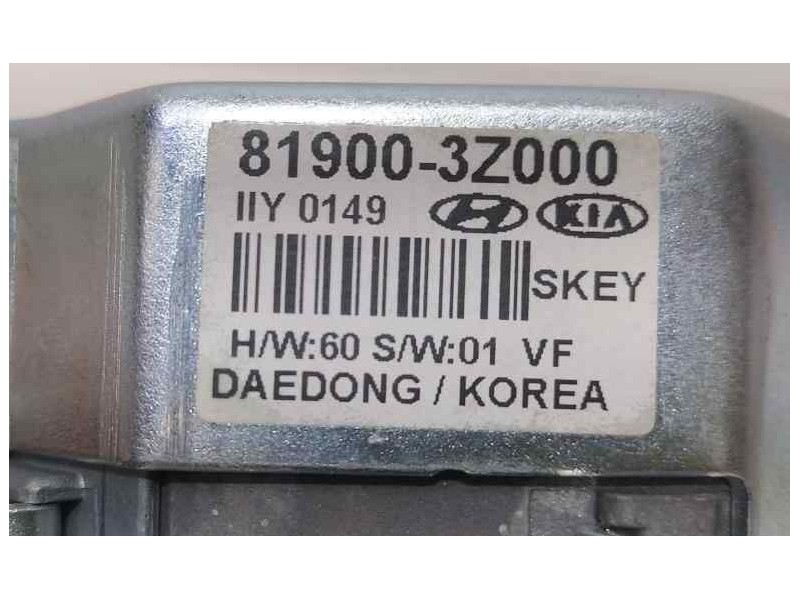 81900-3Z000
IIY 0149 H KIA
SKEY
H/W:60 S/W:01 VF
DAEDONG / KOREA